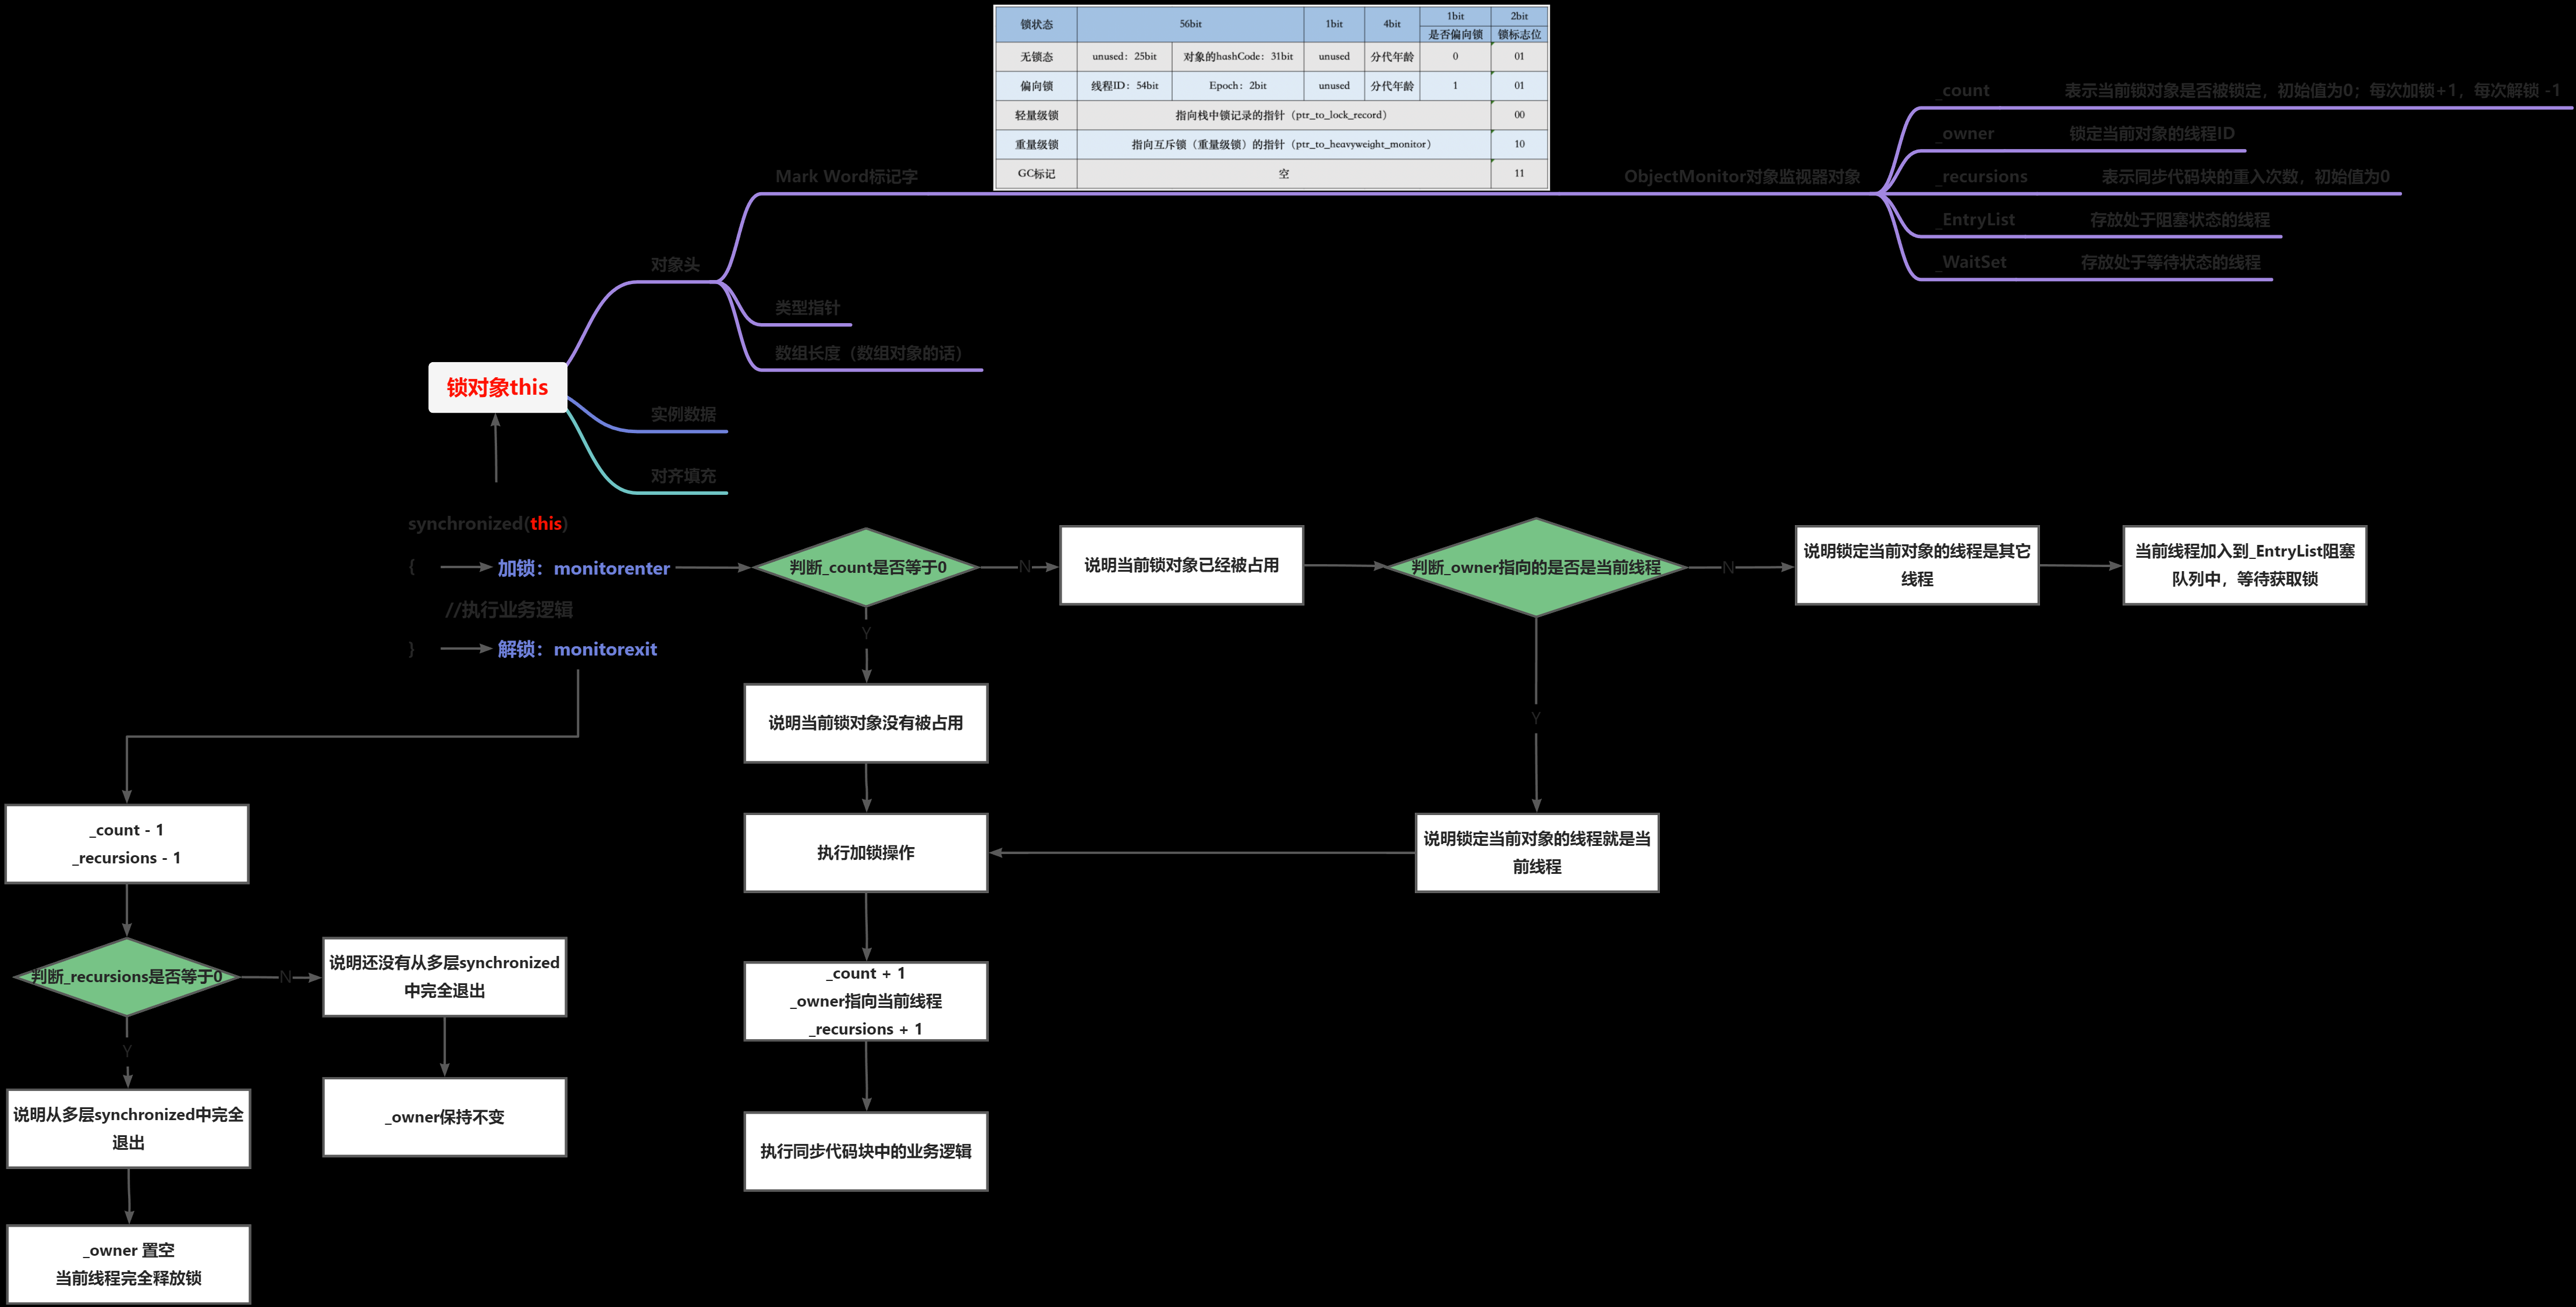 锁状态 56bit 1bit 4bit 1bit 2bit
是否偏向锁 锁标志位
无锁态 unused：25bit 对象的hashCode：31bit unused 分代年龄 0 01
偏向锁 线程ID：54bit Epoch：2bit unused 分代年龄 1 01
轻量级锁 指向栈中锁记录的指针（ptr_to_lock_record） 00
重量级锁 指向互斥锁（重量级锁）的指针（ptr_to_heavyweight_monitor） 10
GC标记 空 11
_count 表示当前锁对象是否被锁定，初始值为0；每次加锁+1，每次解锁 -1
_owner 锁定当前对象的线程ID
Mark Word标记字
ObjectMonitor对象监视器对象
_recursions 表示同步代码块的重入次数，初始值为0
_EntryList 存放处于阻塞状态的线程
_WaitSet 存放处于等待状态的线程
对象头
类型指针
数组长度（数组对象的话）
锁对象this
实例数据
对齐填充
synchronized(this)
{
加锁：monitorenter
//执行业务逻辑
}
解锁：monitorexit
判断_count是否等于0
N
说明当前锁对象已经被占用
判断_owner指向的是否是当前线程
N
说明锁定当前对象的线程是其它
线程
当前线程加入到_EntryList阻塞
队列中，等待获取锁
Y
说明当前锁对象没有被占用
Y
说明锁定当前对象的线程就是当
前线程
执行加锁操作
_count + 1
_owner指向当前线程
_recursions + 1
执行同步代码块中的业务逻辑
_count - 1
_recursions - 1
判断_recursions是否等于0
N
说明还没有从多层synchronized
中完全退出
_owner保持不变
Y
说明从多层synchronized中完全
退出
_owner 置空
当前线程完全释放锁